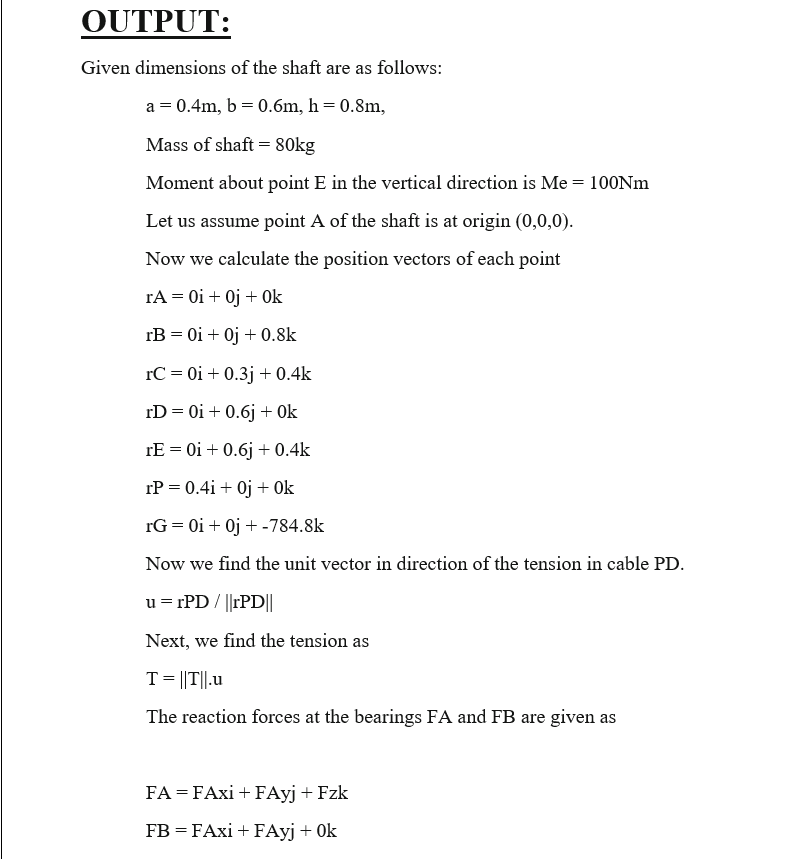 OUTPUT:
Given dimensions of the shaft are as follows:
a = 0.4m, b = 0.6m, h = 0.8m,
Mass of shaft = 80kg
Moment about point E in the vertical direction is Me = 100Nm
Let us assume point A of the shaft is at origin (0,0,0).
Now we calculate the position vectors of each point
rA = 0i + 0j + 0k
rB = 0i + 0j + 0.8k
rC = 0i + 0.3j + 0.4k
rD = 0i + 0.6j + 0k
rE = 0i + 0.6j + 0.4k
rP = 0.4i + 0j + 0k
rG = 0i + 0j + -784.8k
Now we find the unit vector in direction of the tension in cable PD.
u = rPD / ||rPD||
Next, we find the tension as
T = ||T||.u
The reaction forces at the bearings FA and FB are given as
FA = FAxi + FAyj + Fzk
FB = FAxi + FAyj + 0k